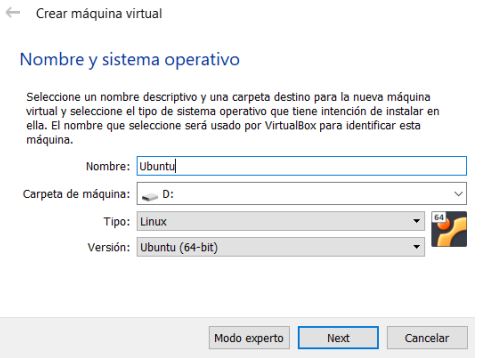 Crear máquina virtual
Nombre y sistema operativo
Seleccione un nombre descriptivo y una carpeta destino para la nueva máquina
virtual y seleccione el tipo de sistema operativo que tiene intención de instalar en
ella. El nombre que seleccione será usado por VirtualBox para identificar esta
máquina.
Nombre: Ubuntu
Carpeta de máquina: D:
Tipo: Linux
64
Versión: Ubuntu (64-bit)
Modo experto Next Cancelar